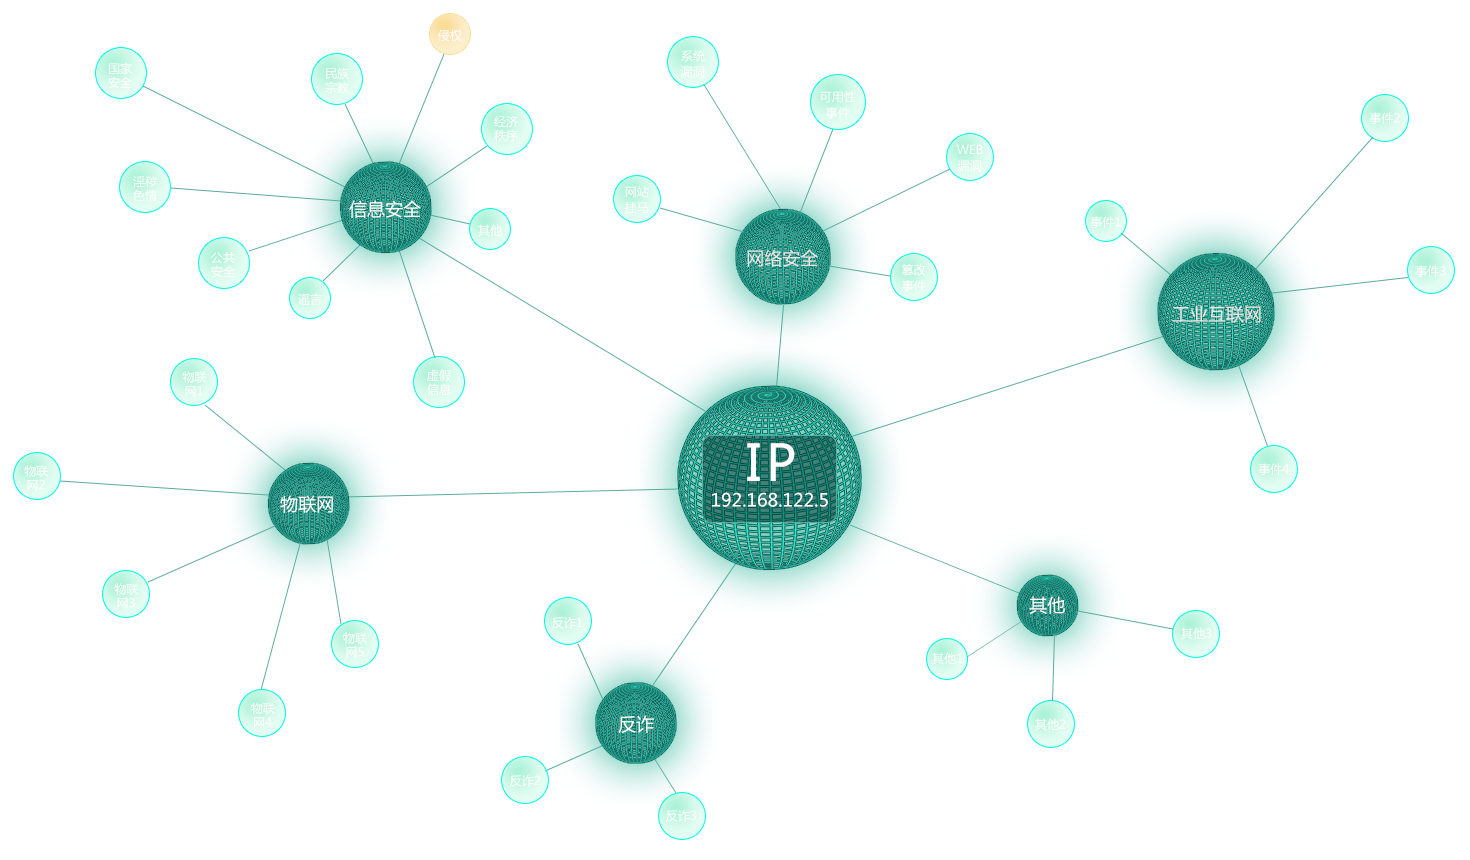 侵权
国家
安全
民族
宗教
经济
秩序
淫秽
色情
信息安全
其他
公共
安全
谣言
虚假
信息
系统
漏洞
可用性
事件
WEB
漏洞
网站
挂马
网络安全
篡改
事件
事件2
事件1
事件3
工业互联网
事件4
IP
192.168.122.5
物联
网1
物联
网2
物联网
物联
网3
物联
网5
物联
网4
反诈1
反诈
反诈2
反诈3
其他
其他1
其他3
其他2